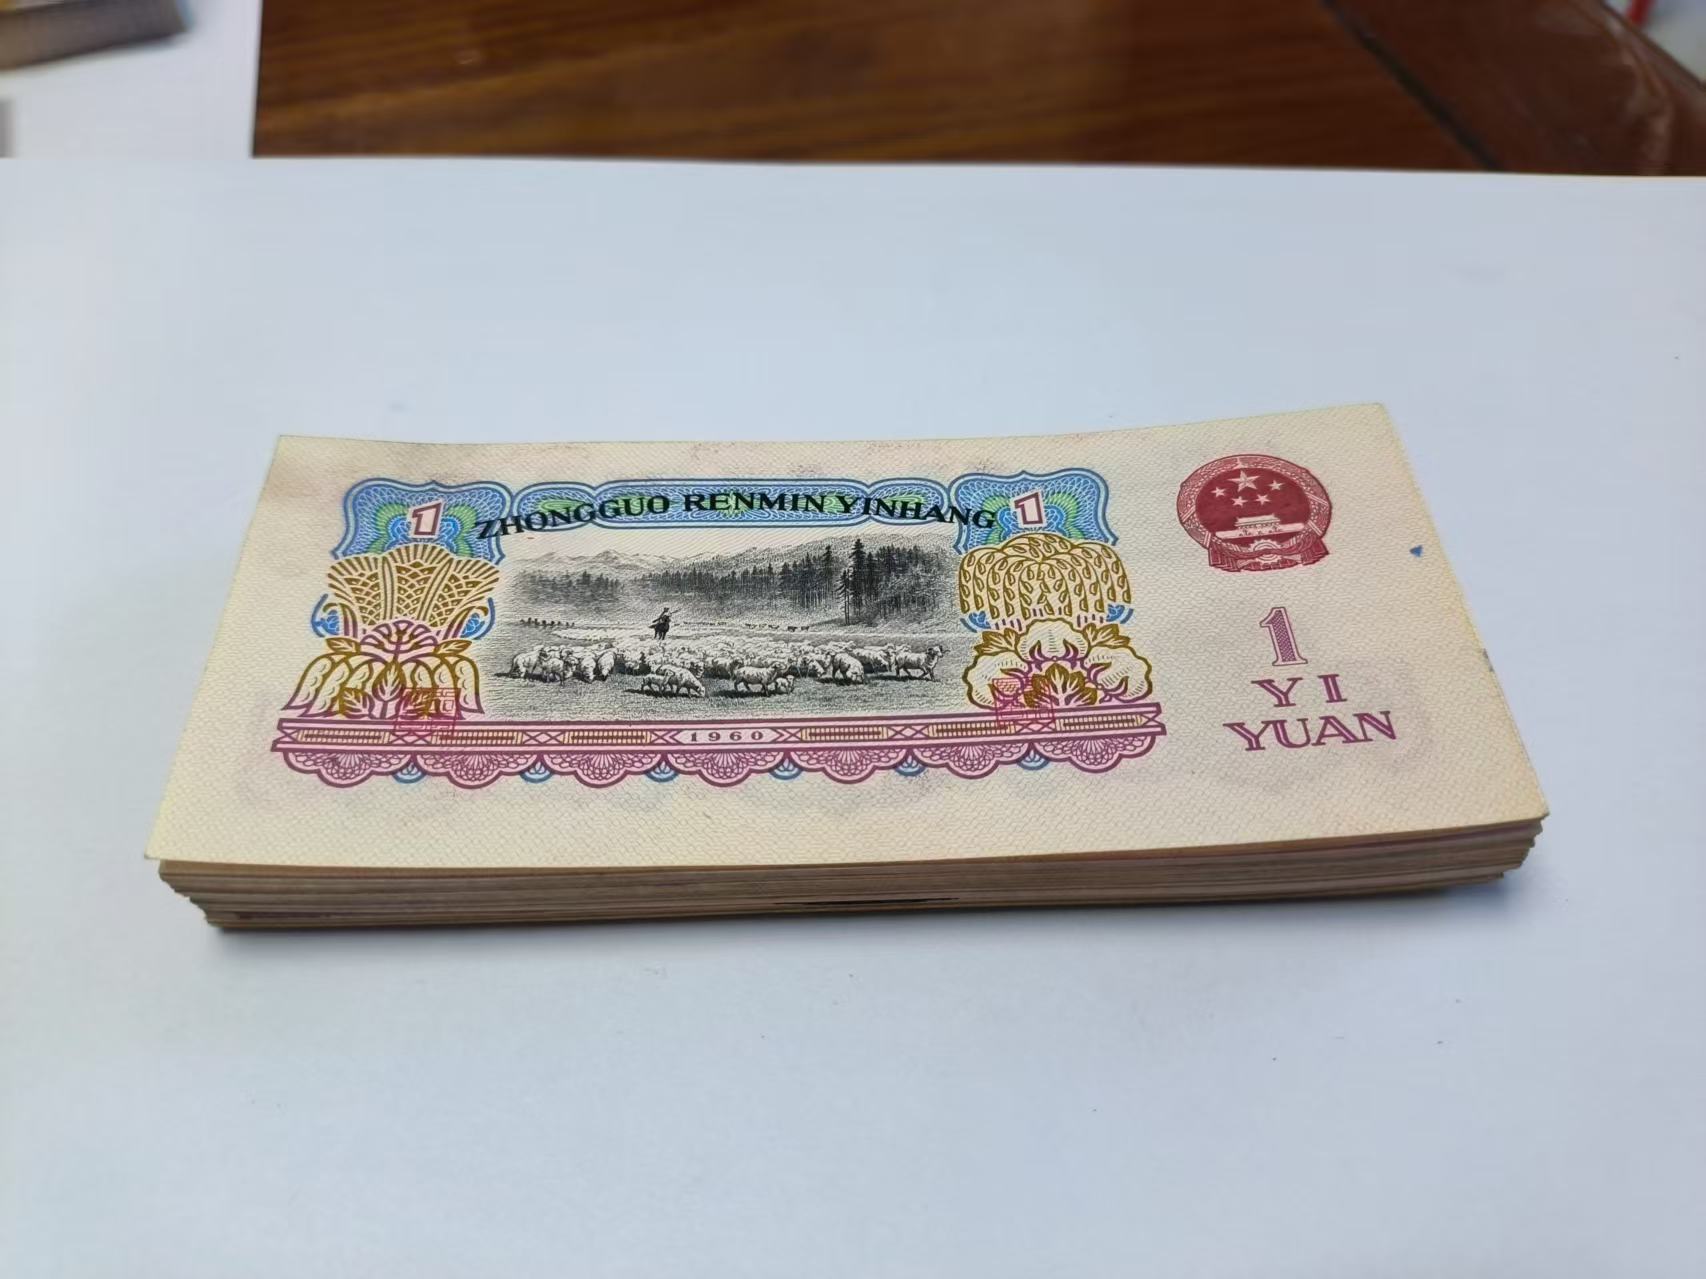 1 ZHONGGUO RENMIN YINHANG 1
1960
1
YI
YUAN